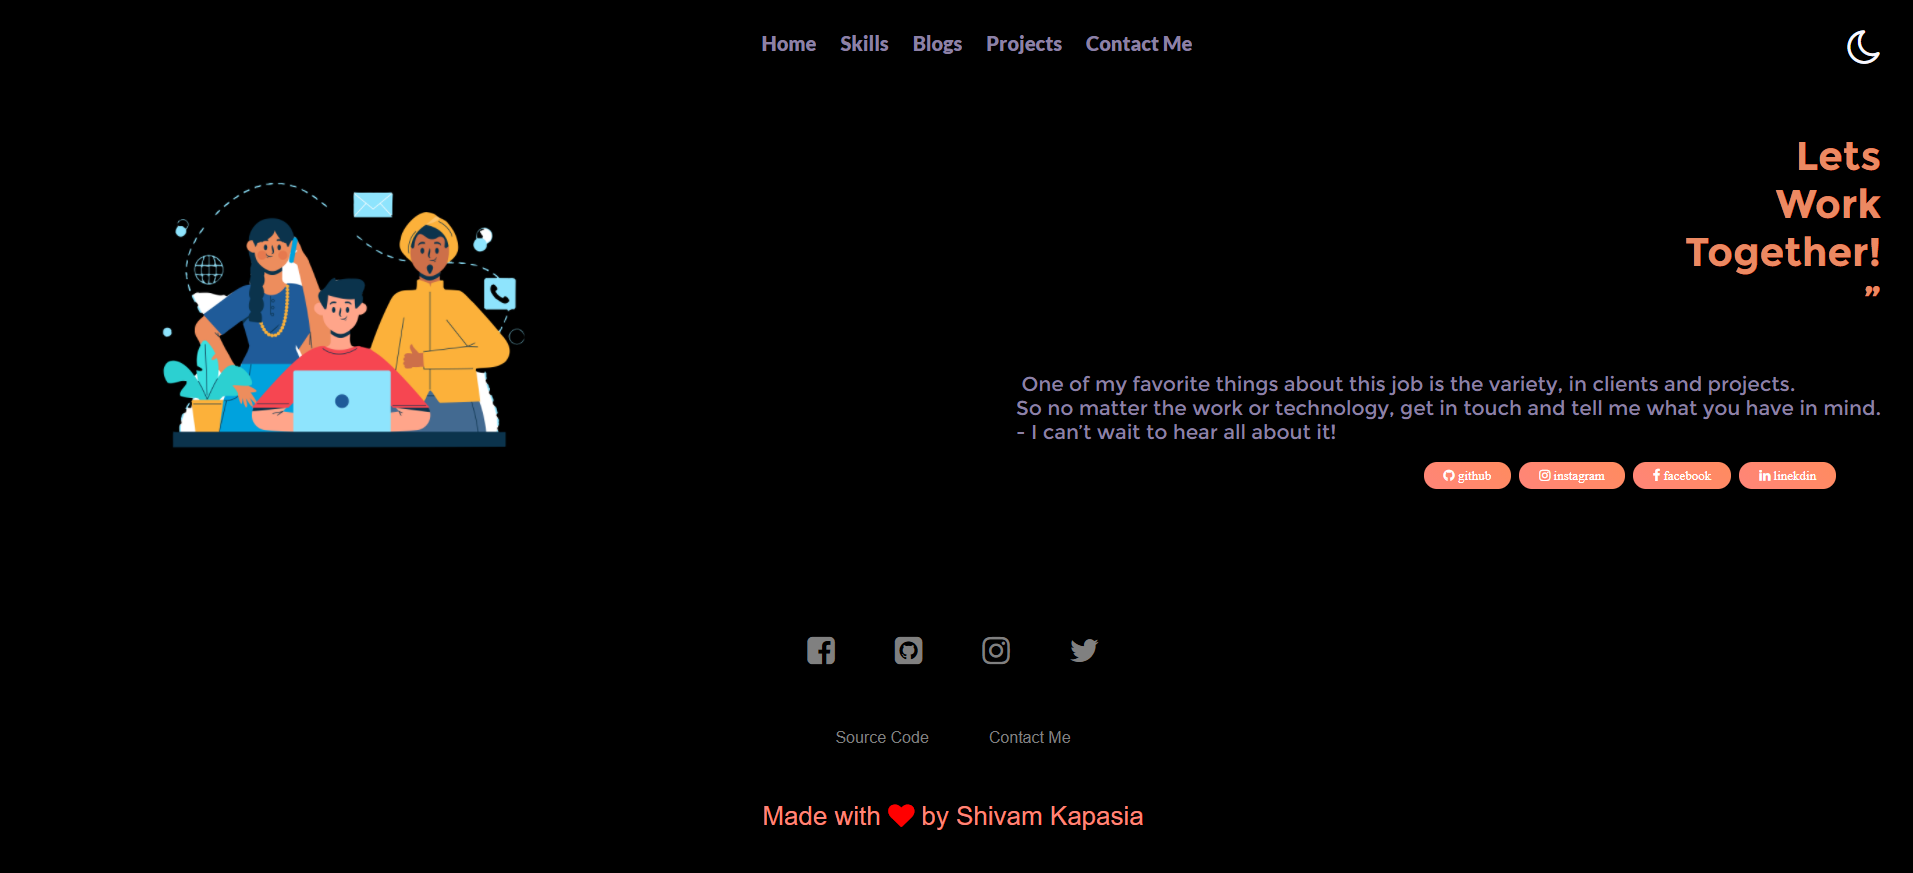 Home Skills Blogs Projects Contact Me
Lets
Work
Together!
”
One of my favorite things about this job is the variety, in clients and projects.
So no matter the work or technology, get in touch and tell me what you have in mind.
- I can’t wait to hear all about it!
github instagram facebook linekdin
Source Code Contact Me
Made with ❤ by Shivam Kapasia